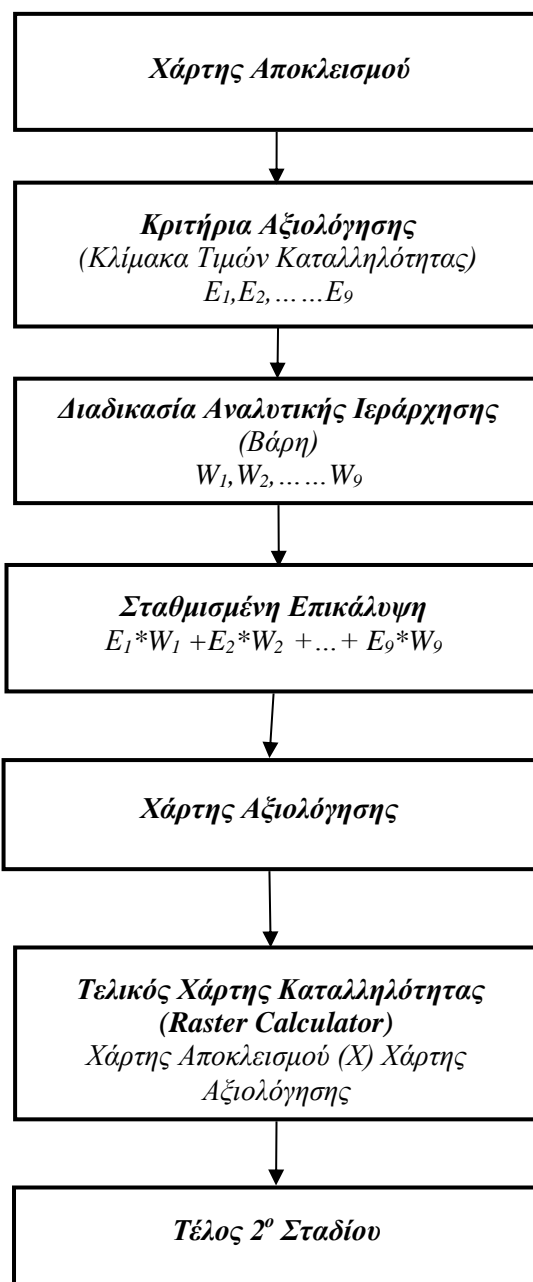 Χάρτης Αποκλεισμού
Κριτήρια Αξιολόγησης
(Κλίμακα Τιμών Καταλληλότητας)
E₁,E₂,……E₉
Διαδικασία Αναλυτικής Ιεράρχησης
(Βάρη)
W₁,W₂,……W₉
Σταθμισμένη Επικάλυψη
E₁*W₁ +E₂*W₂ +…+ E₉*W₉
Χάρτης Αξιολόγησης
Τελικός Χάρτης Καταλληλότητας
(Raster Calculator)
Χάρτης Αποκλεισμού (Χ) Χάρτης
Αξιολόγησης
Τέλος 2ᵒ Σταδίου